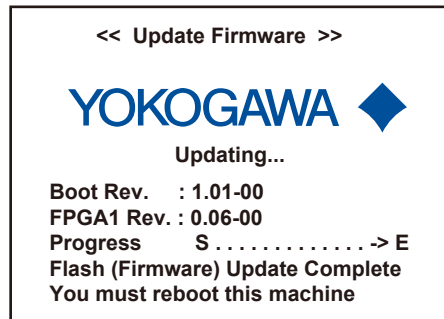 << Update Firmware >>
YOKOGAWA
Updating...
Boot Rev. : 1.01-00
FPGA1 Rev. : 0.06-00
Progress S . . . . . . . . . . . . . -> E
Flash (Firmware) Update Complete
You must reboot this machine